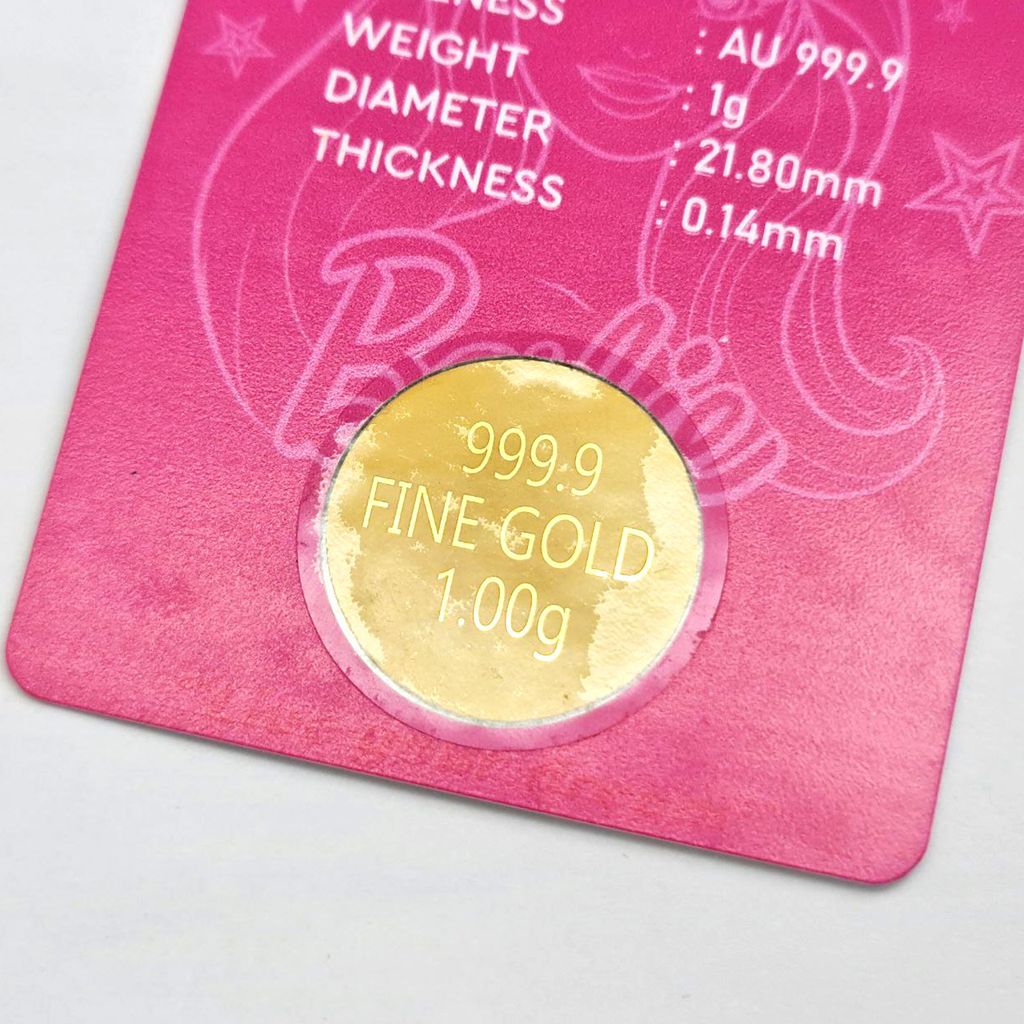 WEIGHT : AU 999.9
DIAMETER : 1g
THICKNESS : 21.80mm
: 0.14mm
999.9
FINE GOLD
1.00g